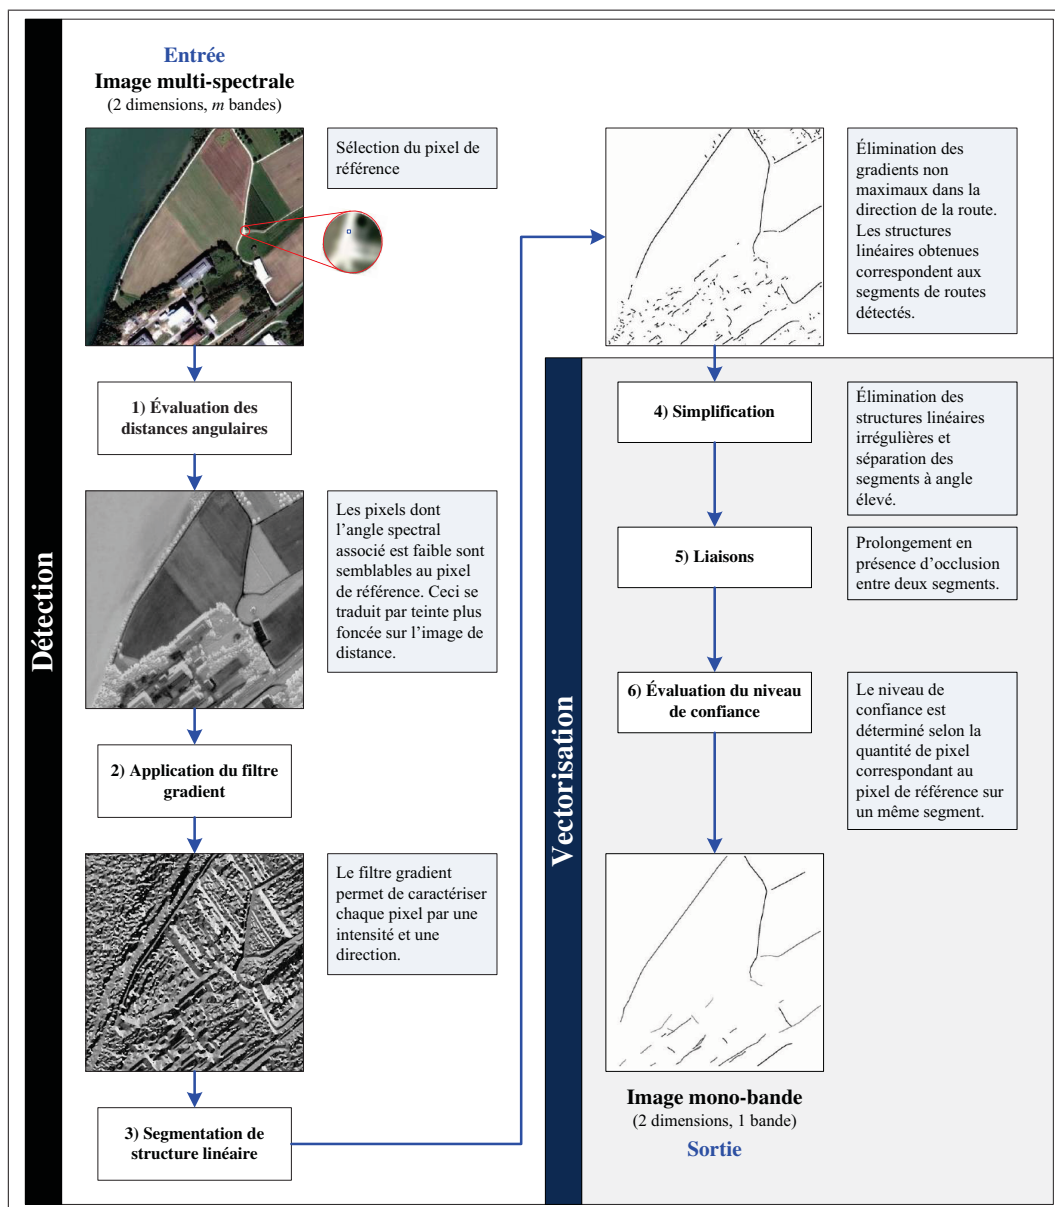 Détection
Entrée
Image multi-spectrale
(2 dimensions, m bandes)
Sélection du pixel de
référence
1) Évaluation des
distances angulaires
Les pixels dont
l'angle spectral
associé est faible sont
semblables au pixel
de référence. Ceci se
traduit par teinte plus
foncée sur l'image de
distance.
2) Application du filtre
gradient
Le filtre gradient
permet de caractériser
chaque pixel par une
intensité et une
direction.
3) Segmentation de
structure linéaire
Élimination des
gradients non
maximaux dans la
direction de la route.
Les structures
linéaires obtenues
correspondent aux
segments de routes
détectés.
Vectorisation
4) Simplification
Élimination des
structures linéaires
irrégulières et
séparation des
segments à angle
élevé.
5) Liaisons
Prolongement en
présence d'occlusion
entre deux segments.
6) Évaluation du niveau
de confiance
Le niveau de
confiance est
déterminé selon la
quantité de pixel
correspondant au
pixel de référence sur
un même segment.
Image mono-bande
(2 dimensions, 1 bande)
Sortie